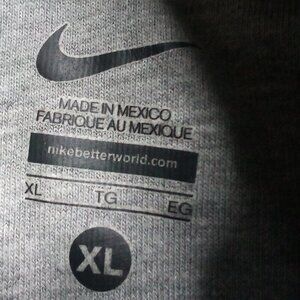 MADE IN MEXICO
FABRIQUE AU MEXIQUE
nikebetterworld.com
XL TG EG
XL